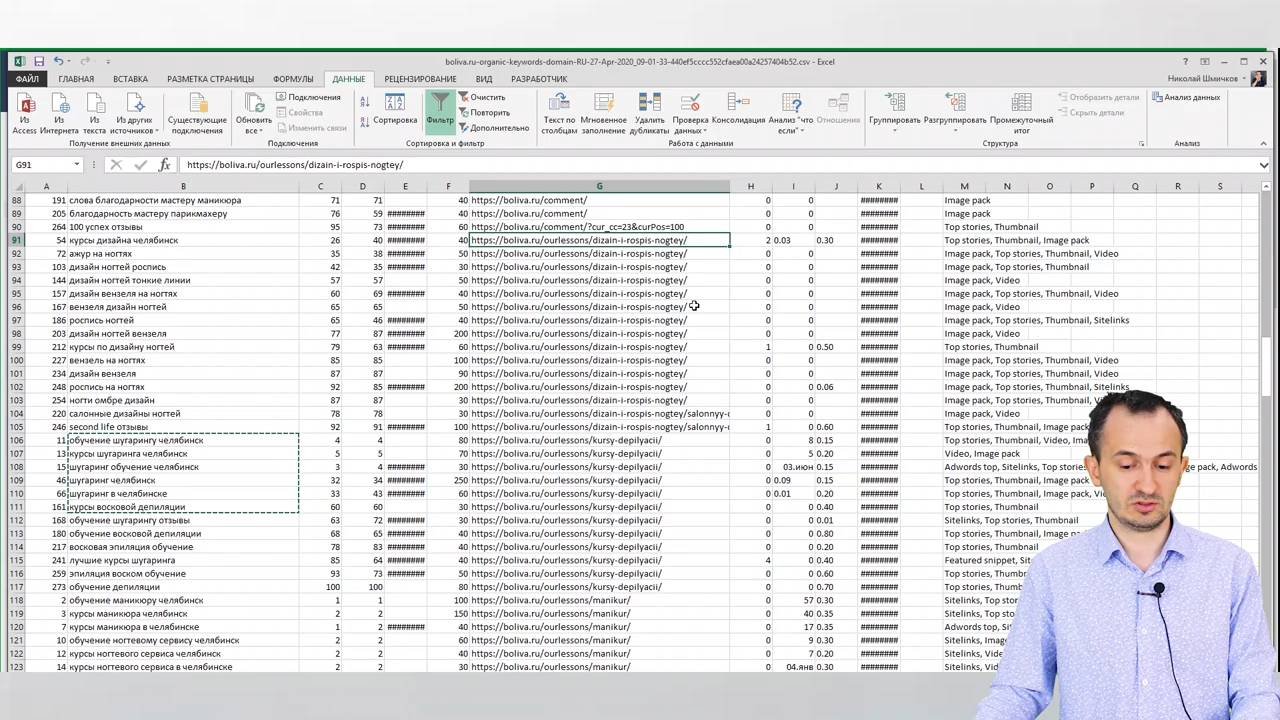 boliva.ru-organic-keywords-domain-RU-27-Apr-2020_09-01-33-440ef5cccc552cfaea00a24257404b52.csv - Excel
ФАЙЛ ГЛАВНАЯ ВСТАВКА РАЗМЕТКА СТРАНИЦЫ ФОРМУЛЫ ДАННЫЕ РЕЦЕНЗИРОВАНИЕ ВИД РАЗРАБОТЧИК Николай Шмичков
Из Access
Из Интернета
Из текста
Из других источников
Существующие подключения
Обновить все
Подключения
Свойства
Изменить связи
Сортировка
Фильтр
Очистить
Повторить
Дополнительно
Текст по столбцам
Мгновенное заполнение
Удалить дубликаты
Проверка данных
Консолидация
Анализ "что если"
Отношения
Группировать
Разгруппировать
Промежуточный итог
Отобразить детали
Скрыть детали
Анализ данных
Получение внешних данных Подключения Сортировка и фильтр Работа с данными Структура Анализ
G91 https://boliva.ru/ourlessons/dizain-i-rospis-nogtey/
A B C D E F G H I J K L M N O P Q R S
88 191 слова благодарности мастеру маникюра 71 71 40 https://boliva.ru/comment/ 0 0 ######## Image pack
89 205 благодарность мастеру парикмахеру 76 59 ######## 40 https://boliva.ru/comment/ 0 0 ######## Image pack
90 264 100 успех отзывы 95 73 ######## 60 https://boliva.ru/comment/?cur_cc=23&curPos=100 0 0 ######## Top stories, Thumbnail
91 54 курсы дизайна челябинск 26 40 ######## 40 https://boliva.ru/ourlessons/dizain-i-rospis-nogtey/ 2 0.03 0.30 ######## Top stories, Thumbnail, Image pack
92 72 ажур на ногтях 35 38 ######## 50 https://boliva.ru/ourlessons/dizain-i-rospis-nogtey/ 0 0 ######## Image pack, Top stories, Thumbnail, Video
93 103 дизайн ногтей роспись 42 35 ######## 30 https://boliva.ru/ourlessons/dizain-i-rospis-nogtey/ 0 0 ######## Image pack, Top stories, Thumbnail
94 144 дизайн ногтей тонкие линии 57 57 50 https://boliva.ru/ourlessons/dizain-i-rospis-nogtey/ 0 0 ######## Image pack, Video
95 157 дизайн вензеля на ногтях 60 69 ######## 40 https://boliva.ru/ourlessons/dizain-i-rospis-nogtey/ 0 0 ######## Image pack, Top stories, Thumbnail, Video
96 167 вензеля дизайн ногтей 65 65 50 https://boliva.ru/ourlessons/dizain-i-rospis-nogtey/ 0 0 ######## Image pack, Video
97 186 роспись ногтей 65 46 ######## 40 https://boliva.ru/ourlessons/dizain-i-rospis-nogtey/ 0 0 ######## Image pack, Top stories, Thumbnail, Sitelinks
98 203 дизайн ногтей вензеля 77 87 ######## 200 https://boliva.ru/ourlessons/dizain-i-rospis-nogtey/ 0 0 ######## Image pack, Video
99 212 курсы по дизайну ногтей 79 63 ######## 60 https://boliva.ru/ourlessons/dizain-i-rospis-nogtey/ 1 0 0.50 ######## Top stories, Thumbnail
100 227 вензель на ногтях 85 85 100 https://boliva.ru/ourlessons/dizain-i-rospis-nogtey/ 0 0 ######## Image pack, Top stories, Thumbnail, Video
101 234 дизайн вензеля 87 87 90 https://boliva.ru/ourlessons/dizain-i-rospis-nogtey/ 0 0 ######## Image pack, Top stories, Thumbnail, Video
102 248 роспись на ногтях 92 85 ######## 200 https://boliva.ru/ourlessons/dizain-i-rospis-nogtey/ 0 0 0.06 ######## Image pack, Top stories, Thumbnail, Sitelinks
103 254 ногти омбре дизайн 87 87 30 https://boliva.ru/ourlessons/dizain-i-rospis-nogtey/ 0 0 ######## Image pack, Top stories, Thumbnail,
104 220 салонные дизайны ногтей 78 78 30 https://boliva.ru/ourlessons/dizain-i-rospis-nogtey/salonnyy- 0 0 ######## Image pack, Video
105 246 second life отзывы 92 91 ######## 100 https://boliva.ru/ourlessons/dizain-i-rospis-nogtey/salonnyy- 1 0 0.60 ######## Top stories, Thumbnail
106 11 обучение шугарингу челябинск 4 4 80 https://boliva.ru/ourlessons/kursy-depilyacii/ 0 8 0.15 ######## Top stories, Thumbnail, Video,
107 13 курсы шугаринга челябинск 5 5 70 https://boliva.ru/ourlessons/kursy-depilyacii/ 0 5 0.20 ######## Video, Image pack
108 15 шугаринг обучение челябинск 3 4 ######## 30 https://boliva.ru/ourlessons/kursy-depilyacii/ 0 03.июн 0.15 ######## Adwords top, Sitelinks, Top stories, pack, Adwords
109 46 шугаринг челябинск 32 34 ######## 250 https://boliva.ru/ourlessons/kursy-depilyacii/ 0 0.09 0.15 ######## Sitelinks, Top stories, Image
110 66 шугаринг в челябинске 33 43 ######## 60 https://boliva.ru/ourlessons/kursy-depilyacii/ 0 0.01 0.20 ######## Sitelinks, Top stories,
111 161 курсы восковой депиляции 60 60 30 https://boliva.ru/ourlessons/kursy-depilyacii/ 0 0 0.40 ######## Image pack, Top stories,
112 168 обучение шугарингу отзывы 63 72 ######## 30 https://boliva.ru/ourlessons/kursy-depilyacii/ 0 0 0.01 ######## Sitelinks, Top stories, Thumbnail
113 180 обучение восковой депиляции 68 65 ######## 40 https://boliva.ru/ourlessons/kursy-depilyacii/ 0 0 0.80 ######## Top stories, Thumbnail,
114 217 восковая эпиляция обучение 78 83 ######## 40 https://boliva.ru/ourlessons/kursy-depilyacii/ 0 0 0.20 ######## Image pack, Top stories,
115 241 лучшие курсы шугаринга 85 64 ######## 40 https://boliva.ru/ourlessons/kursy-depilyacii/ 4 0 0.40 ######## Featured snippet,
116 259 эпиляция воском обучение 93 73 ######## 50 https://boliva.ru/ourlessons/kursy-depilyacii/ 0 0 0.60 ######## Top stories, Thumbnail,
117 273 обучение депиляции 100 100 80 https://boliva.ru/ourlessons/kursy-depilyacii/ 0 0 0.70 ######## Top stories, Thumbnail,
118 2 обучение маникюру челябинск 1 1 100 https://boliva.ru/ourlessons/manikur/ 0 57 0.30 ######## Sitelinks, Top
119 3 курсы маникюра челябинск 2 2 150 https://boliva.ru/ourlessons/manikur/ 0 40 0.35 ######## Sitelinks, Top
120 7 курсы маникюр челябинск 1 2 ######## 40 https://boliva.ru/ourlessons/manikur/ 0 17 0.35 ######## Adwords top,
121 10 обучение ногтевому сервису челябинск 2 2 60 https://boliva.ru/ourlessons/manikur/ 0 9 0.30 ######## Sitelinks,
122 12 курсы ногтевого сервиса челябинск 2 2 40 https://boliva.ru/ourlessons/manikur/ 0 7 0.20 ######## Sitelinks,
123 14 курсы ногтевого сервиса в челябинске 2 2 30 https://boliva.ru/ourlessons/manikur/ 0 04.янв 0.30 ######## Sitelinks,